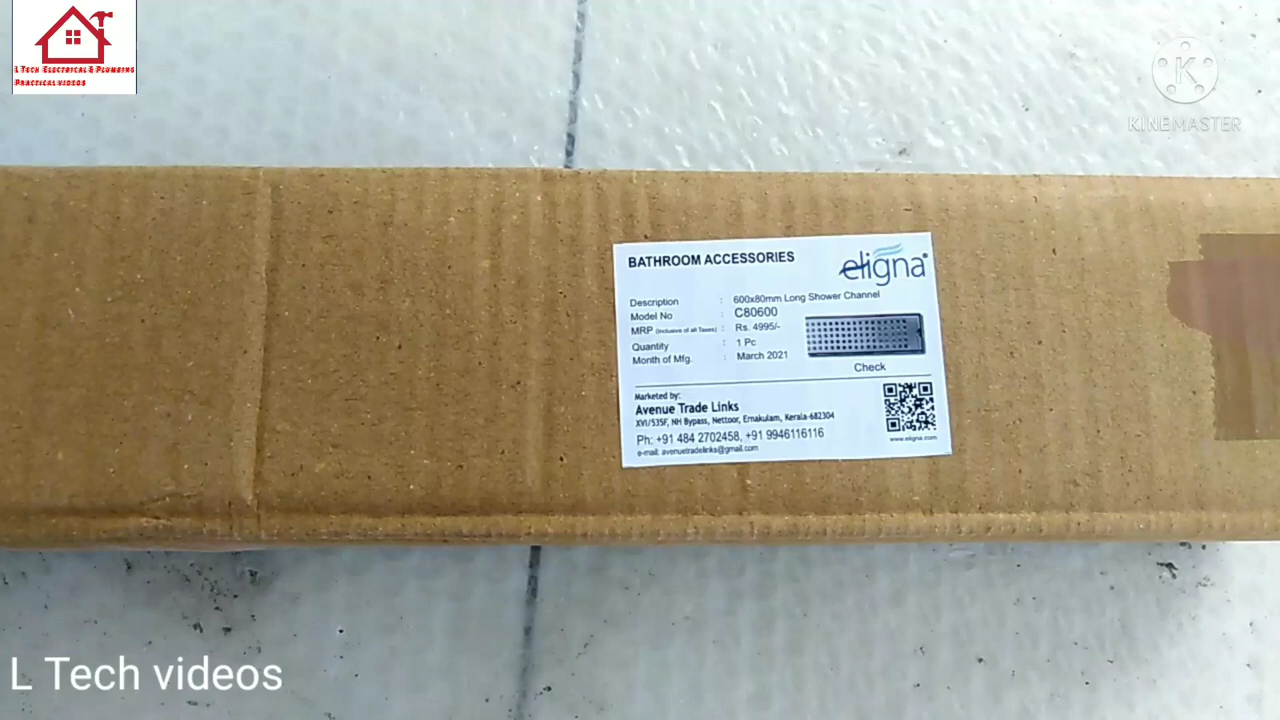 L Tech Electrical & Plumbing
Practical videos
K
KINEMASTER
BATHROOM ACCESSORIES
eligna
Description : 600x80mm Long Shower Channel
Model No : C80600
MRP (Inclusive of all Taxes) : Rs. 4995/-
Quantity : 1 Pc
Month of Mfg. : March 2021
Check
Marketed by:
Avenue Trade Links
XVI/535F, NH Bypass, Nettoor, Ernakulam, Kerala-682304
Ph: +91 484 2702458, +91 9946116116
e-mail: avenuetradelinks@gmail.com
www.eligna.com
L Tech videos